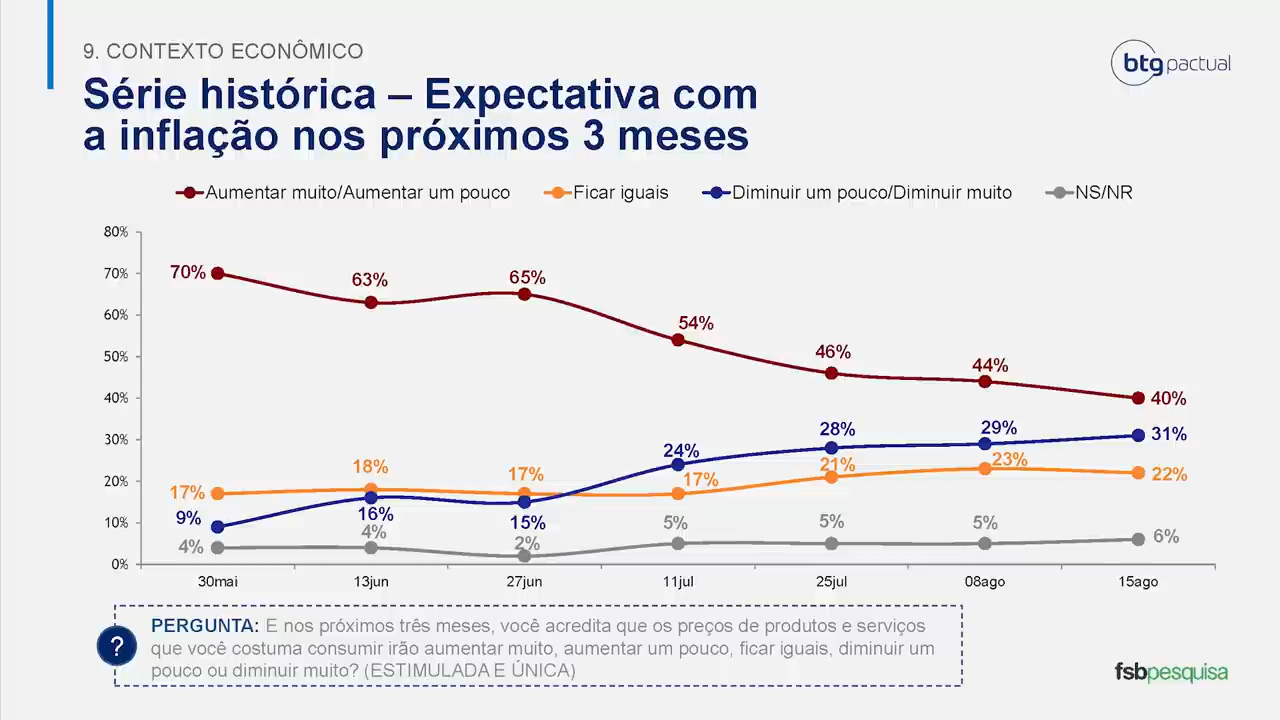 9. CONTEXTO ECONÔMICO
btgpactual
Série histórica – Expectativa com
a inflação nos próximos 3 meses
Aumentar muito/Aumentar um pouco
Ficar iguais
Diminuir um pouco/Diminuir muito
NS/NR
80%
70%
60%
50%
40%
30%
20%
10%
0%
70%
63%
65%
54%
46%
44%
40%
17%
18%
17%
17%
21%
23%
22%
9%
16%
15%
24%
28%
29%
31%
4%
4%
2%
5%
5%
5%
6%
30mai
13jun
27jun
11jul
25jul
08ago
15ago
?
PERGUNTA: E nos próximos três meses, você acredita que os preços de produtos e serviços
que você costuma consumir irão aumentar muito, aumentar um pouco, ficar iguais, diminuir um
pouco ou diminuir muito? (ESTIMULADA E ÚNICA)
fsbpesquisa